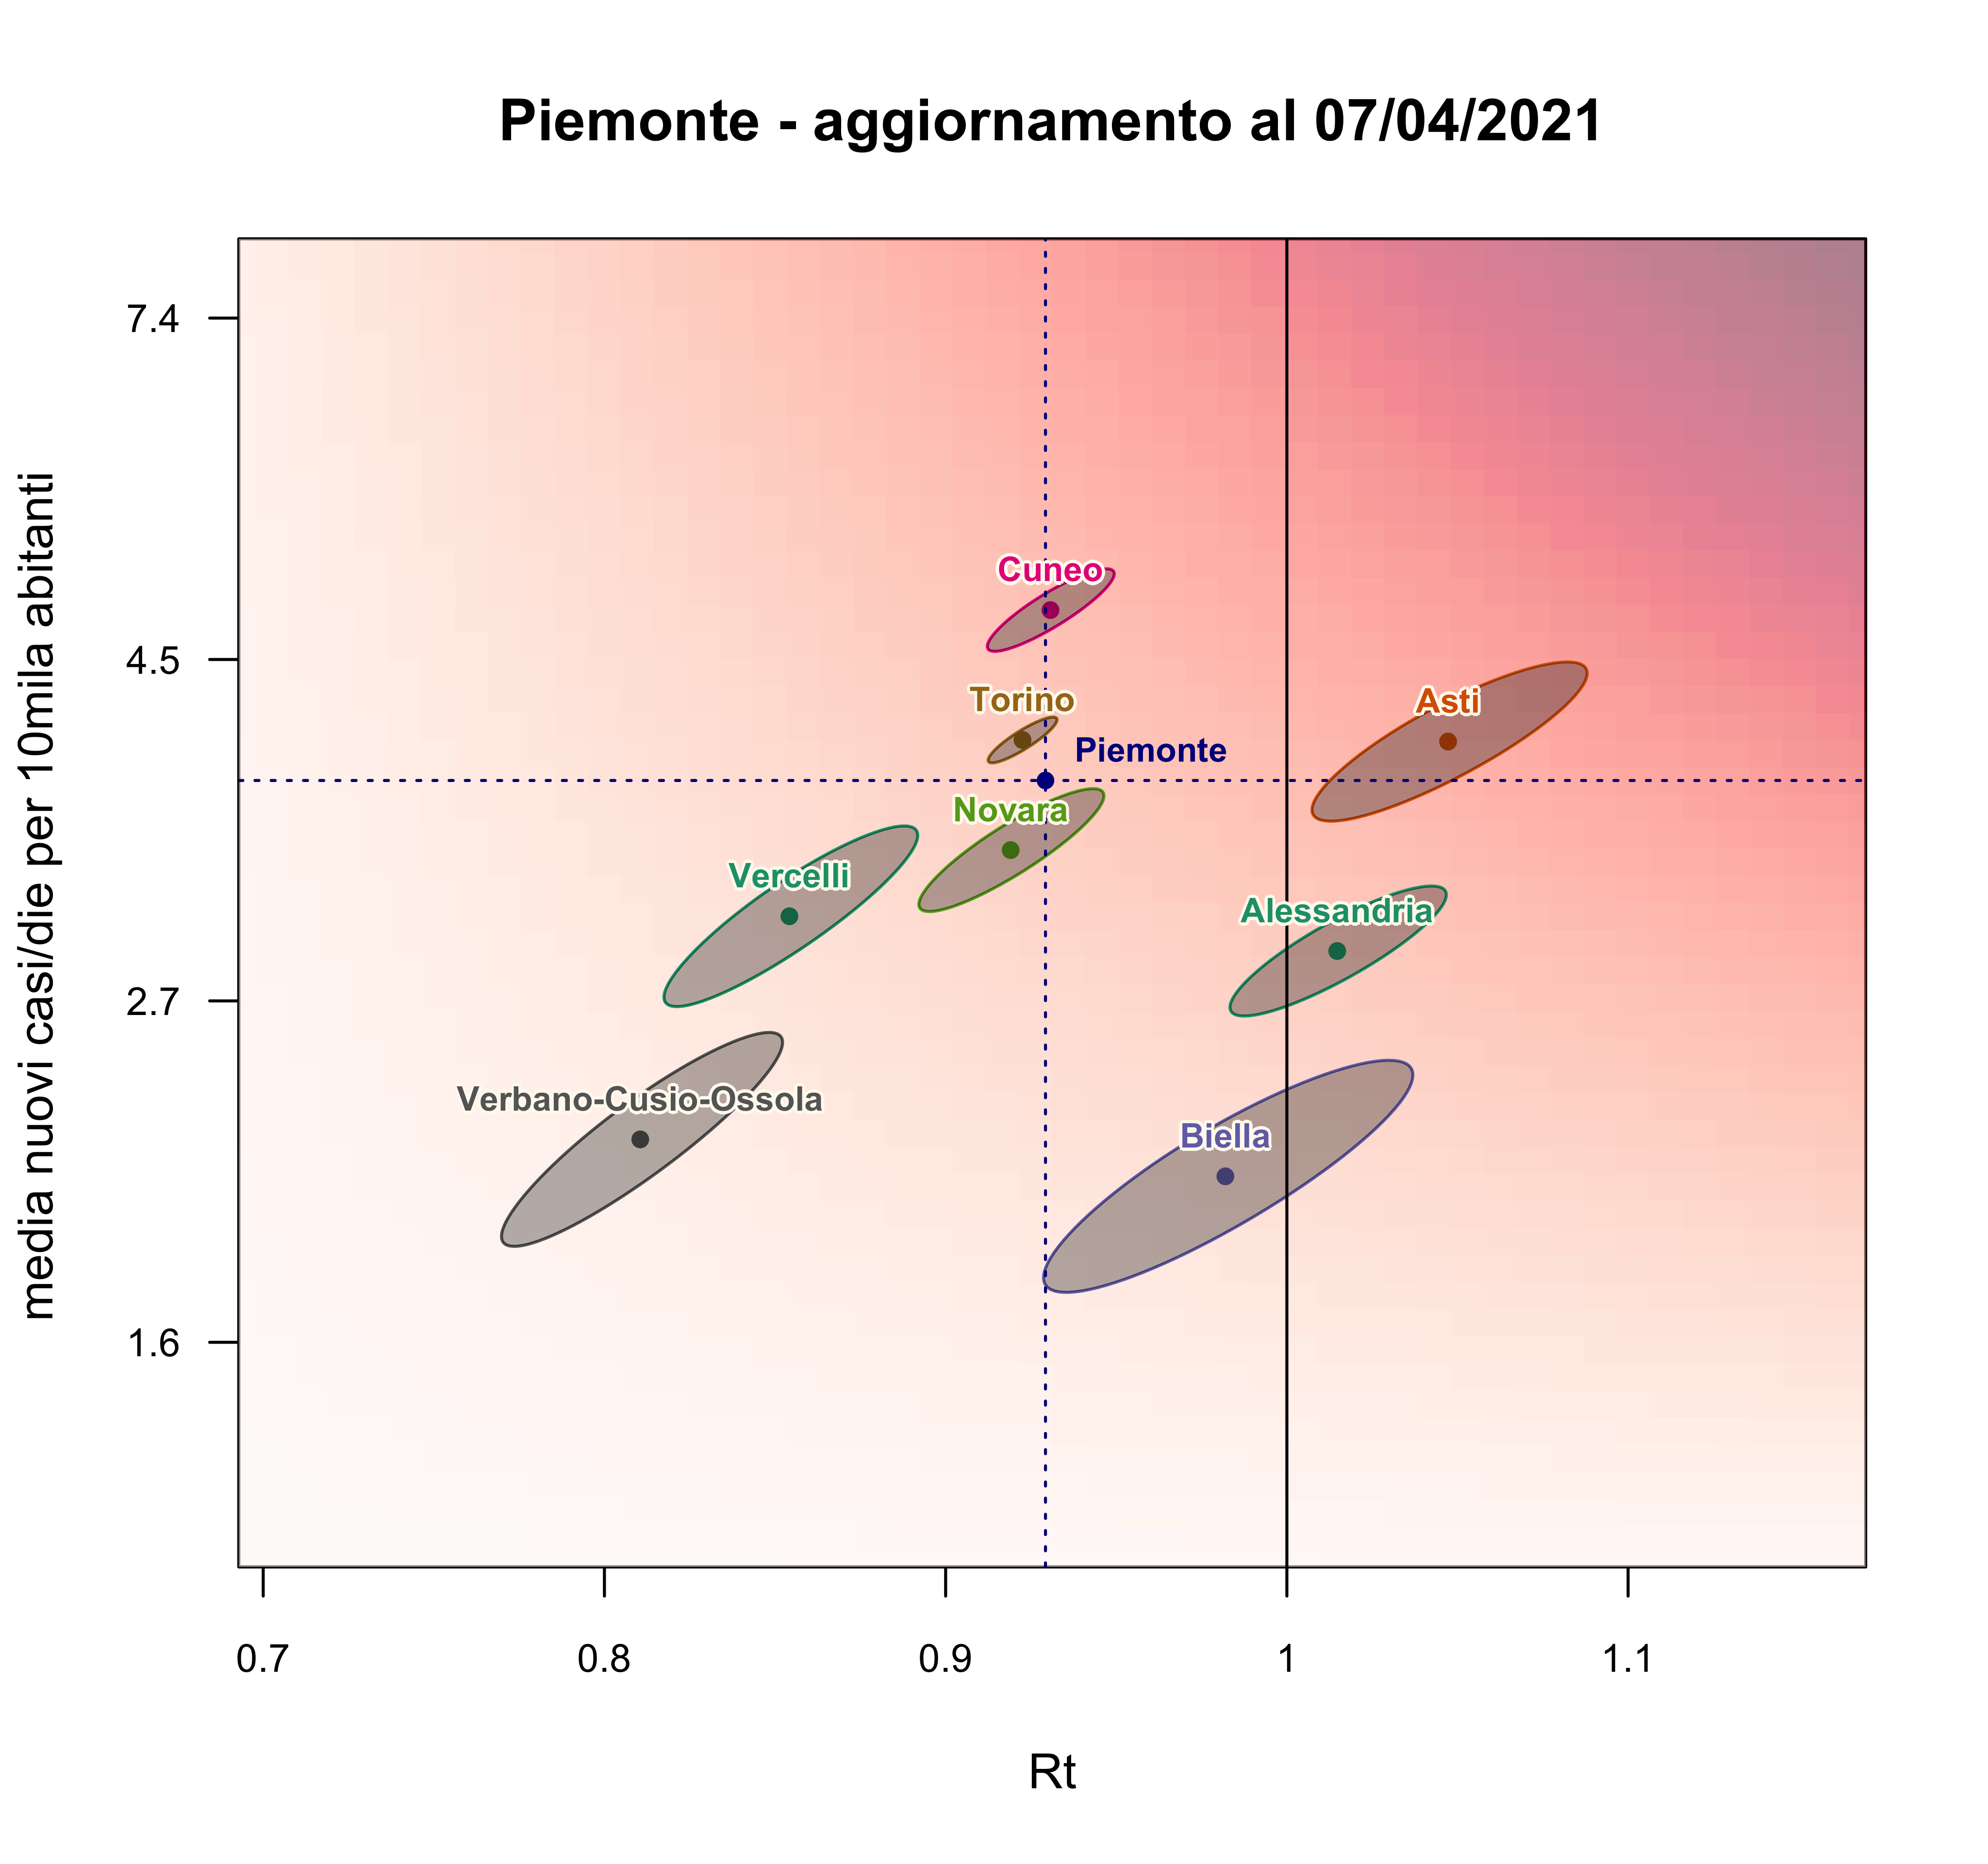 Piemonte - aggiornamento al 07/04/2021
media nuovi casi/die per 10mila abitanti
7.4
4.5
2.7
1.6
Cuneo
Torino
Asti
Piemonte
Novara
Vercelli
Alessandria
Verbano-Cusio-Ossola
Biella
0.7 0.8 0.9 1 1.1
Rt